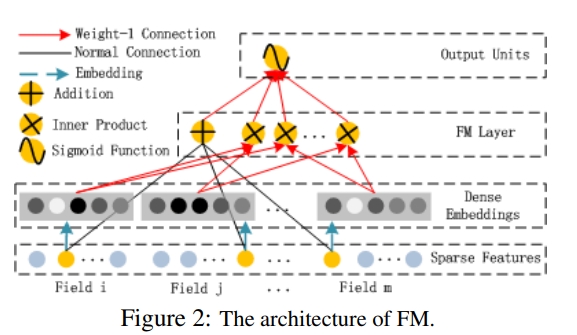 Weight-1 Connection
Normal Connection
Embedding
Addition
Inner Product
Sigmoid Function
Output Units
...
FM Layer
Dense
Embeddings
...
Sparse Features
... ... ... ...
Field i Field j ... Field m
Figure 2: The architecture of FM.